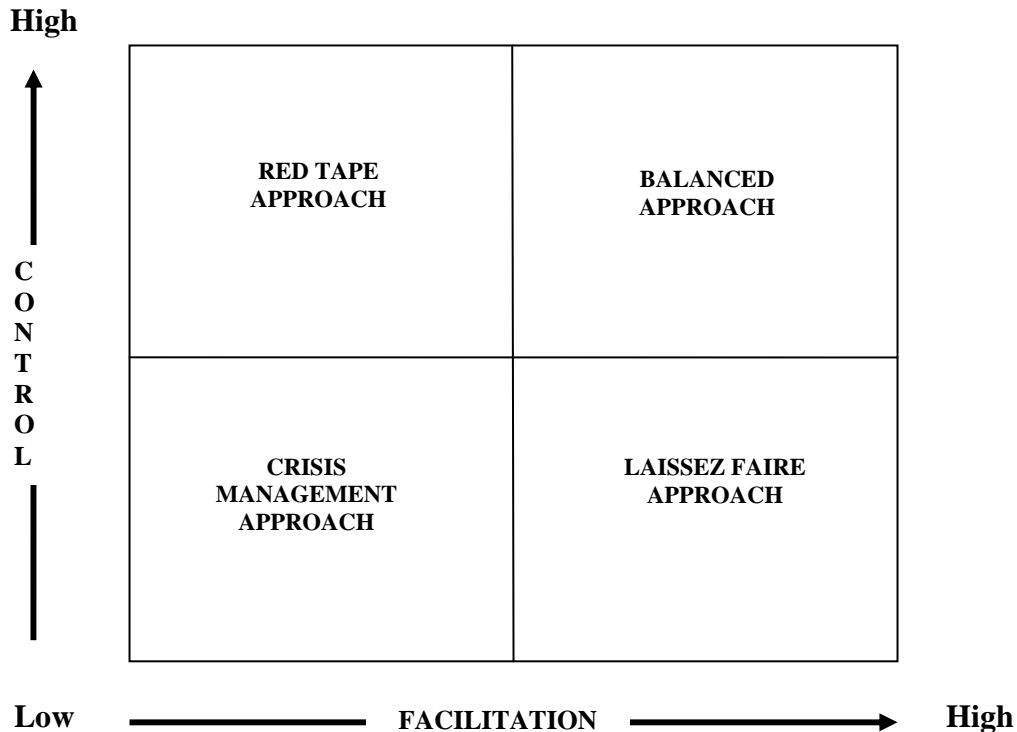 High
RED TAPE
APPROACH
BALANCED
APPROACH
C
O
N
T
R
O
L
CRISIS
MANAGEMENT
APPROACH
LAISSEZ FAIRE
APPROACH
Low
FACILITATION
High